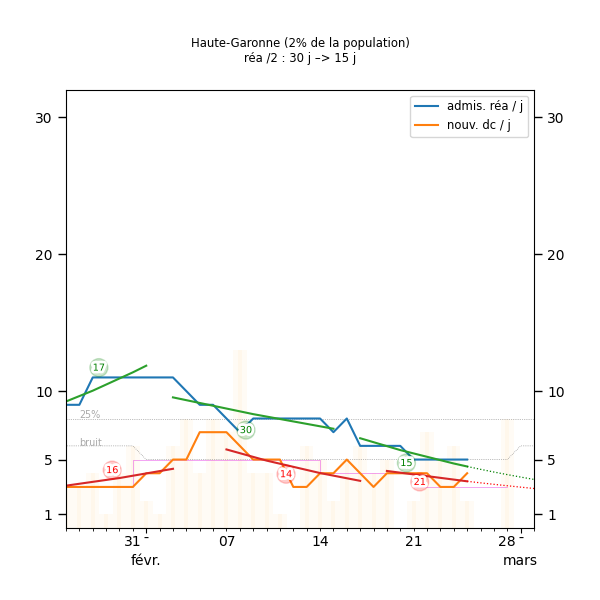 Haute-Garonne (2% de la population)
réa /2 : 30 j –> 15 j
admis. réa / j
nouv. dc / j
30 30
20 20
17
10 10
25%
30
bruit
15
5 5
16
14
21
1 1
31 07 14 21 28
févr. mars